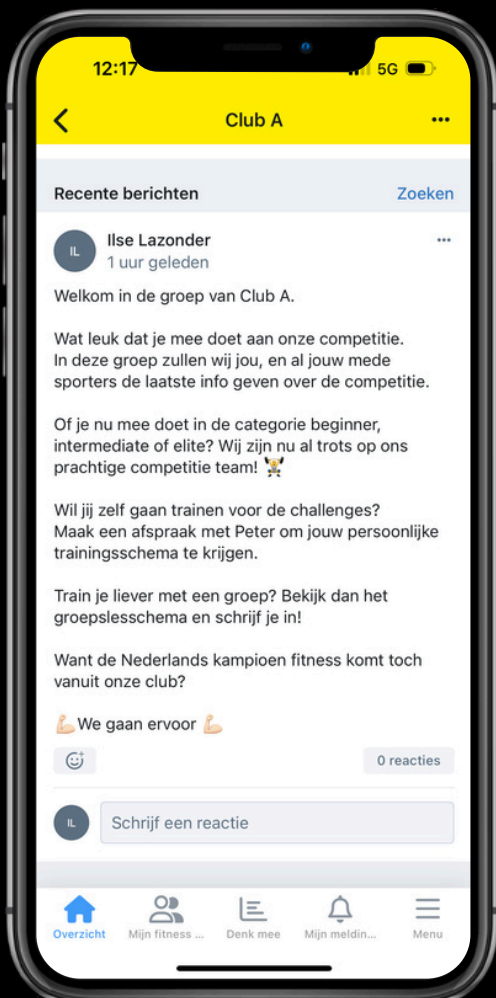 12:17
5G
Club A
Recente berichten
Zoeken
IL
Ilse Lazonder
1 uur geleden
Welkom in de groep van Club A.
Wat leuk dat je mee doet aan onze competitie.
In deze groep zullen wij jou, en al jouw mede
sporters de laatste info geven over de competitie.
Of je nu mee doet in de categorie beginner,
intermediate of elite? Wij zijn nu al trots op ons
prachtige competitie team! 🏋️
Wil jij zelf gaan trainen voor de challenges?
Maak een afspraak met Peter om jouw persoonlijke
trainingsschema te krijgen.
Train je liever met een groep? Bekijk dan het
groepslesschema en schrijf je in!
Want de Nederlands kampioen fitness komt toch
vanuit onze club?
💪🏻We gaan ervoor 💪🏻
0 reacties
IL
Schrijf een reactie
Overzicht
Mijn fitness ...
Denk mee
Mijn meldin...
Menu